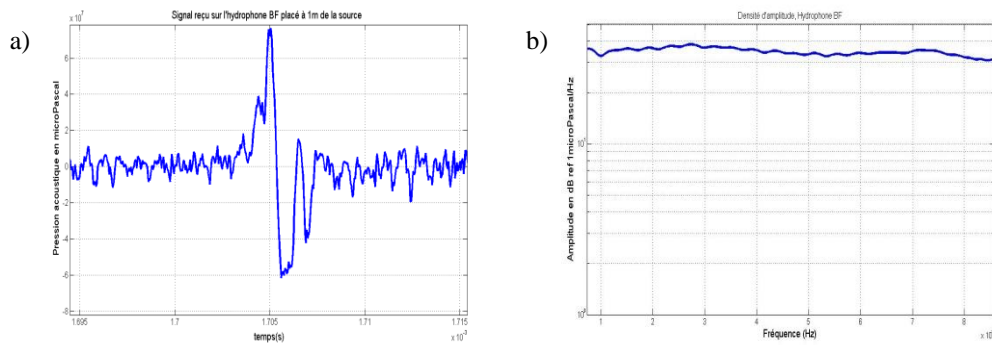 a)
Signal reçu sur l'hydrophone BF placé à 1m de la source
x 10⁷
Pression acoustique en microPascal
6
4
2
0
-2
-4
-6
-8
1.695
1.7
1.705
1.71
1.715
temps(s)
x 10⁻³
b)
Densité d'amplitude, Hydrophone BF
Amplitude en dB ref 1microPascal/Hz
1
2
3
4
5
6
7
8
Fréquence (Hz)